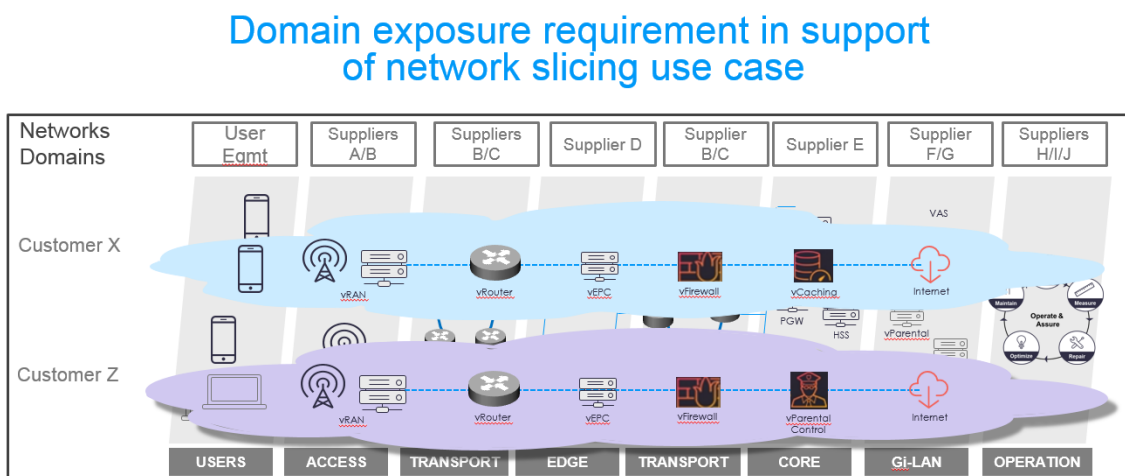 Domain exposure requirement in support
of network slicing use case
Networks
Domains
User
Eqmt
Suppliers
A/B
Suppliers
B/C
Supplier D
Supplier
B/C
Supplier E
Supplier
F/G
Suppliers
H/I/J
VAS
Customer X
vRAN
vRouter
vEPC
vFirewall
vCaching
Internet
Maintain
Measure
PGW
HSS
vParental
Operate &
Assure
Optimize
Repair
Customer Z
vRAN
vRouter
vEPC
vFirewall
vParental
Control
Internet
USERS
ACCESS
TRANSPORT
EDGE
TRANSPORT
CORE
Gi-LAN
OPERATION